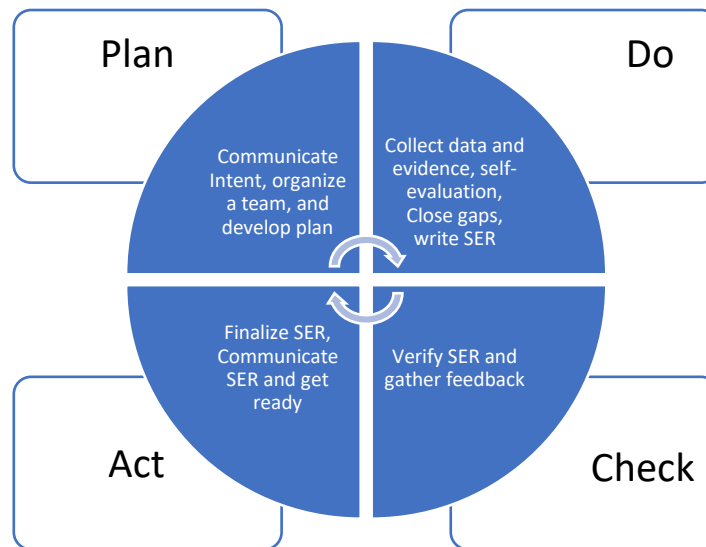 Plan
Do
Communicate
Intent, organize
a team, and
develop plan
Collect data and
evidence, self-
evaluation,
Close gaps,
write SER
Finalize SER,
Communicate
SER and get
ready
Verify SER and
gather feedback
Act
Check